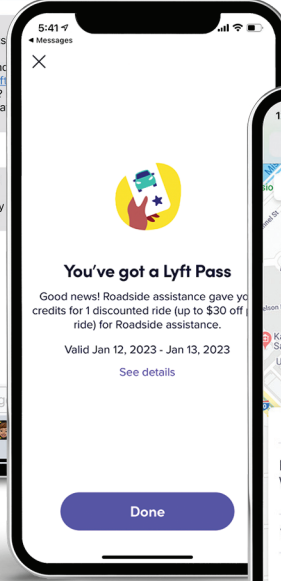 5:41
Messages
You've got a Lyft Pass
Good news! Roadside assistance gave
credits for 1 discounted ride (up to $30 off
ride) for Roadside assistance.
Valid Jan 12, 2023 - Jan 13, 2023
See details
Done